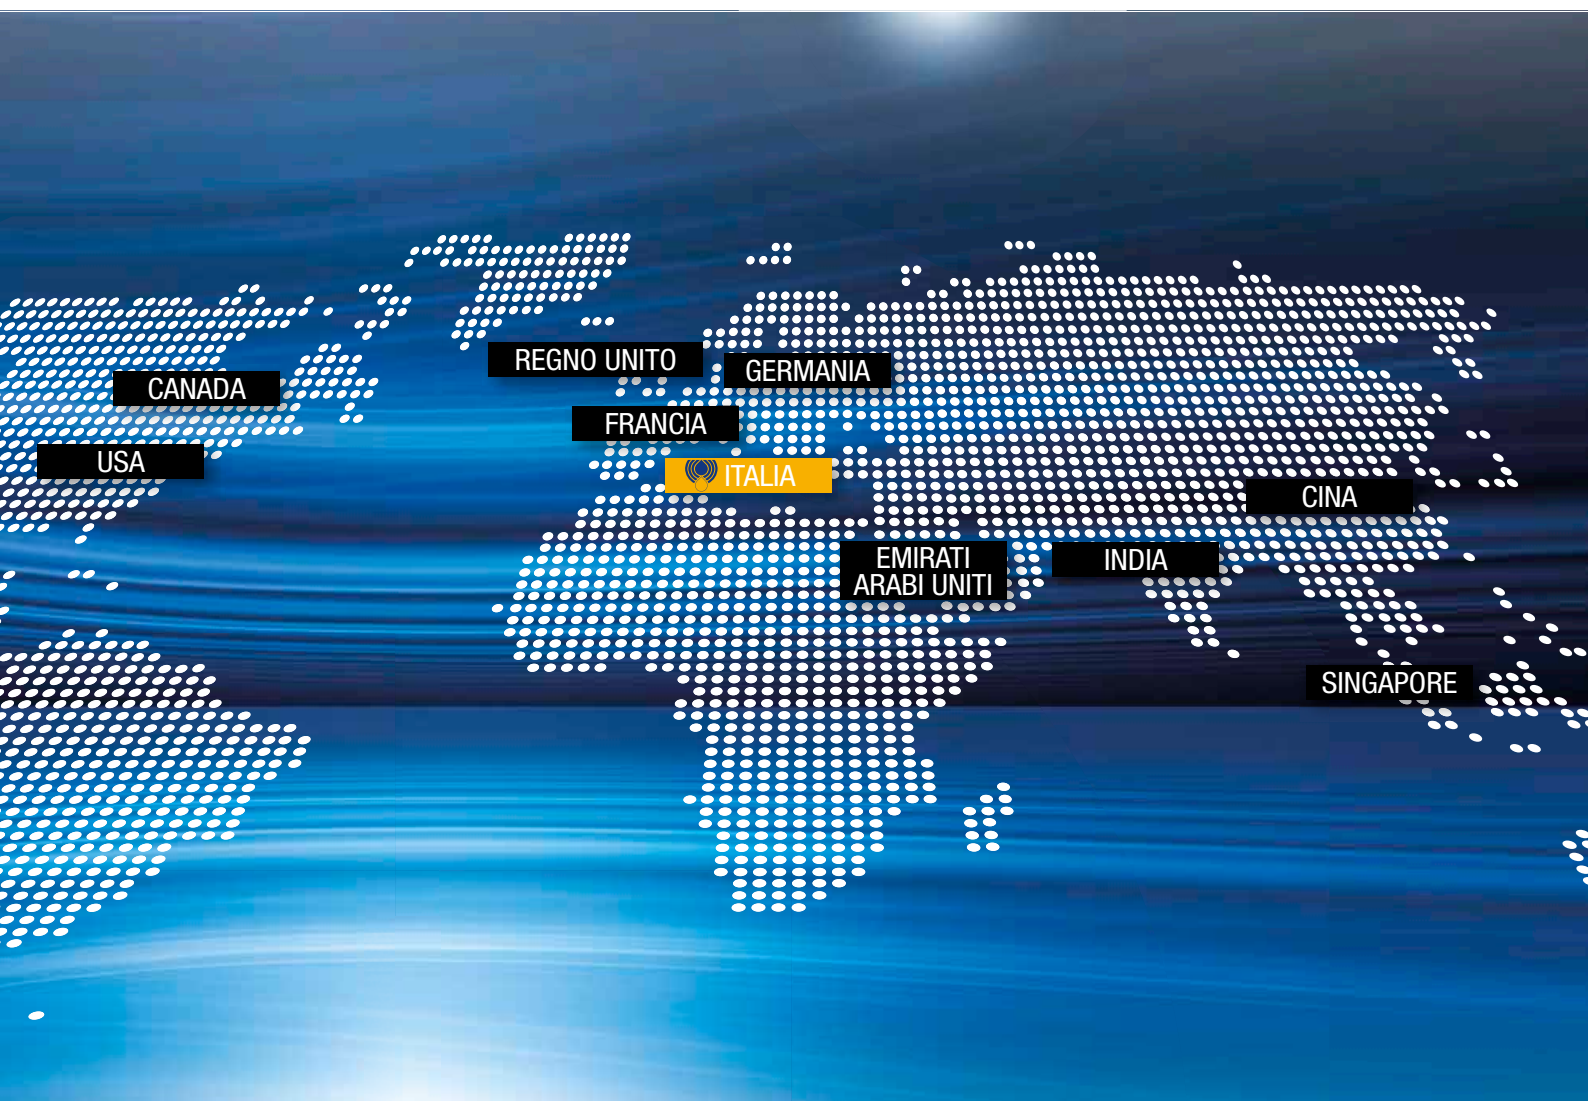 REGNO UNITO
GERMANIA
CANADA
FRANCIA
USA
ITALIA
CINA
EMIRATI
ARABI UNITI
INDIA
SINGAPORE